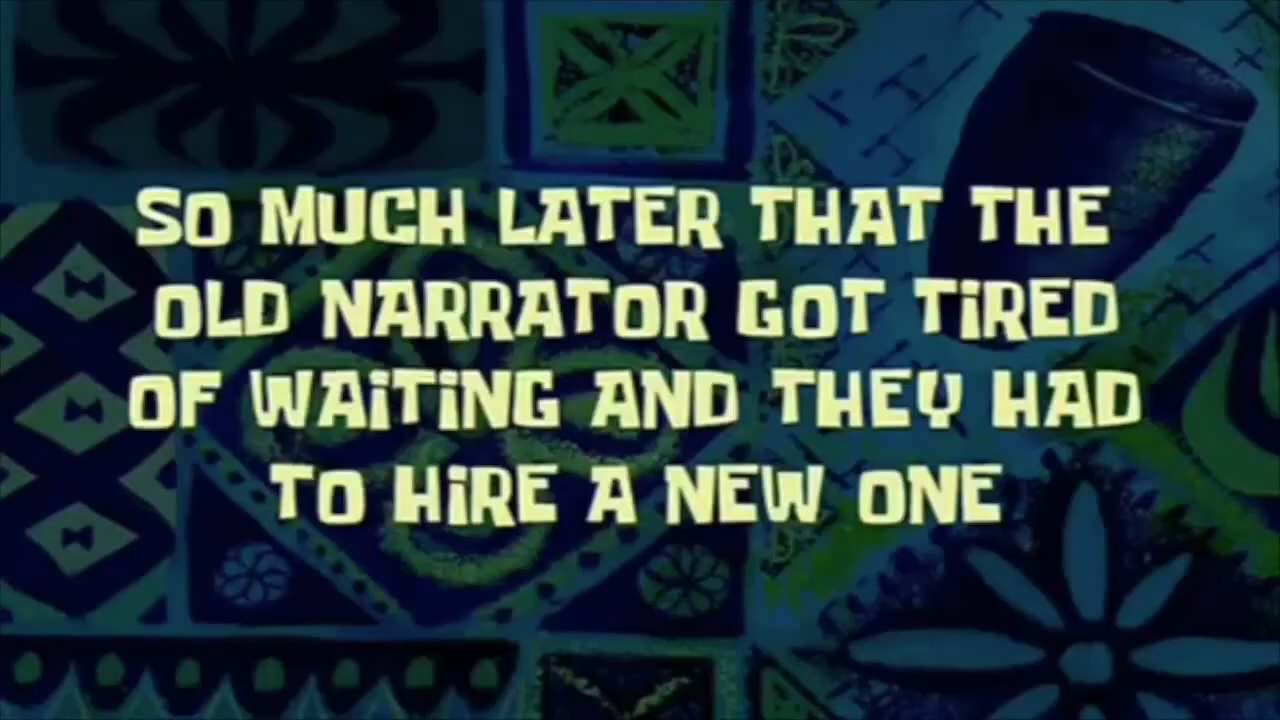 SO MUCH LATER THAT THE
OLD NARRATOR GOT TiRED
OF WAiTiNG AND THEY HAD
TO HiRE A NEW ONE